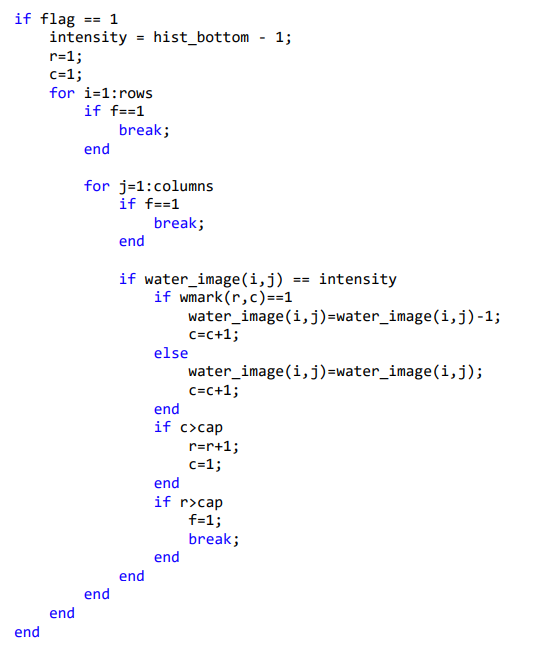 if flag == 1
    intensity = hist_bottom - 1;
    r=1;
    c=1;
    for i=1:rows
        if f==1
            break;
        end

        for j=1:columns
            if f==1
                break;
            end

            if water_image(i,j) == intensity
                if wmark(r,c)==1
                    water_image(i,j)=water_image(i,j)-1;
                    c=c+1;
                else
                    water_image(i,j)=water_image(i,j);
                    c=c+1;
                end
                if c>cap
                    r=r+1;
                    c=1;
                end
                if r>cap
                    f=1;
                    break;
                end
            end
        end
    end
end